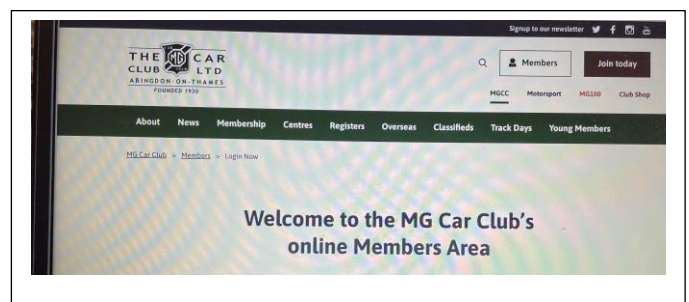 Signup to our newsletter
THE MG CAR
CLUB LTD
ABINGDON-ON-THAMES
FOUNDED 1930
Members
Join today
MGCC Motorsport MG100 Club Shop
About News Membership Centres Registers Overseas Classifieds Track Days Young Members
MG Car Club > Members > Login Now
Welcome to the MG Car Club's
online Members Area